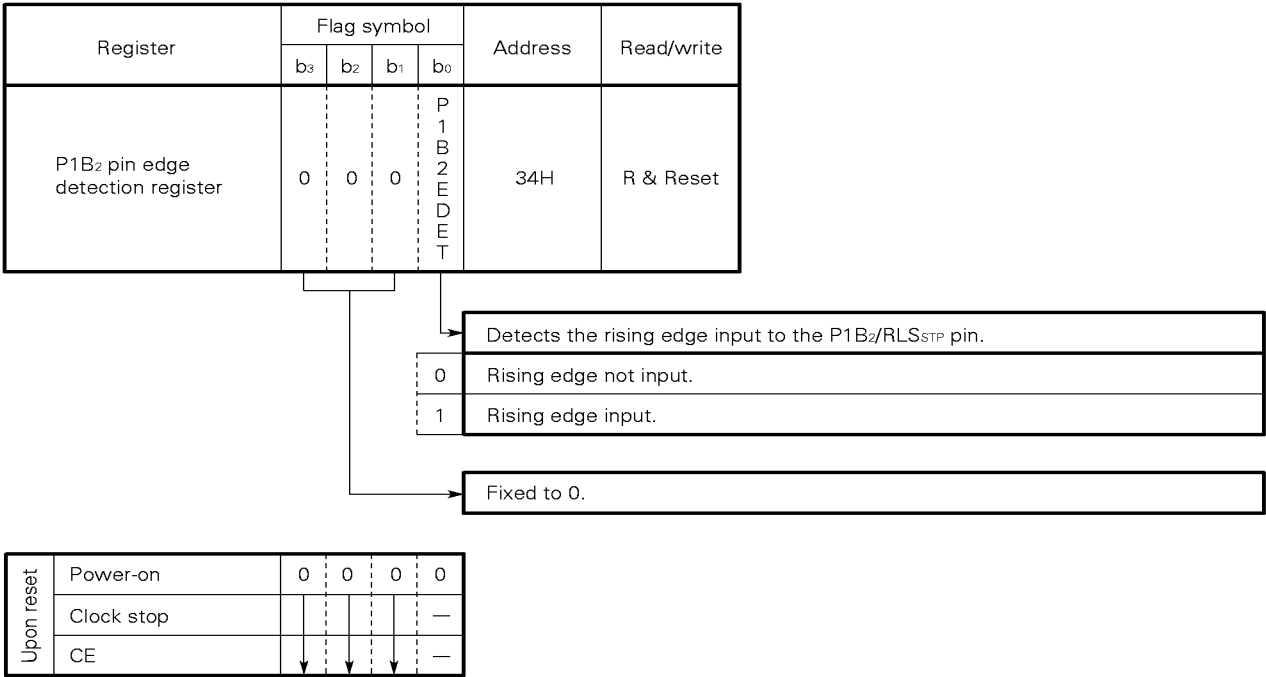 Register
Flag symbol
Address
Read/write
b3 b2 b1 b0
P1B2 pin edge
detection register
0 0 0
P1B2EDET
34H
R & Reset
Detects the rising edge input to the P1B2/RLSSTP pin.
0 Rising edge not input.
1 Rising edge input.
Fixed to 0.
Upon reset
Power-on 0 0 0 0
Clock stop —
CE —